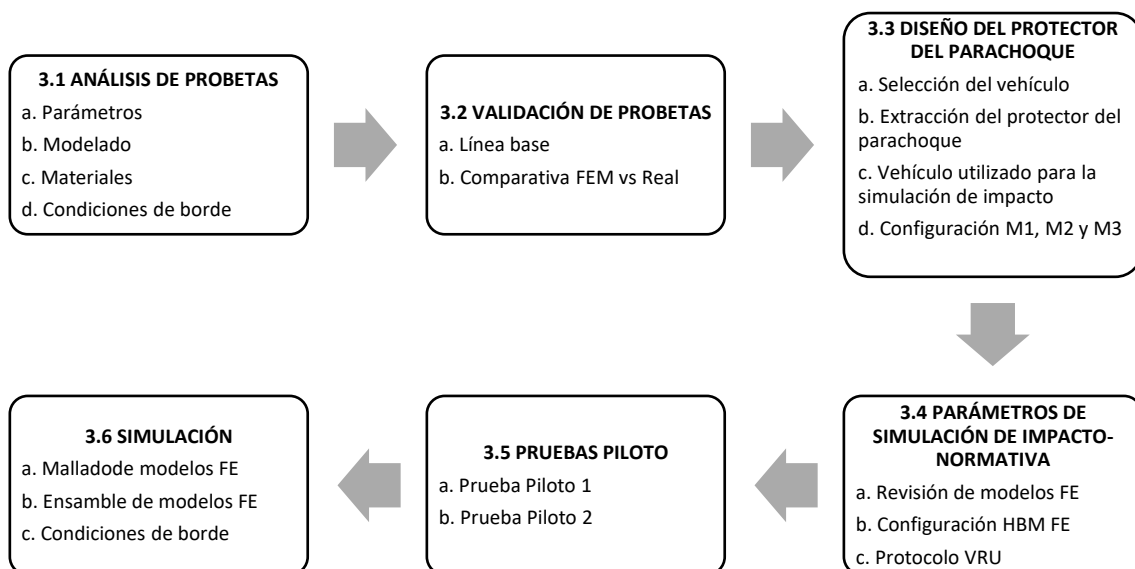 3.1 ANÁLISIS DE PROBETAS
a. Parámetros
b. Modelado
c. Materiales
d. Condiciones de borde
3.2 VALIDACIÓN DE PROBETAS
a. Línea base
b. Comparativa FEM vs Real
3.3 DISEÑO DEL PROTECTOR
DEL PARACHOQUE
a. Selección del vehículo
b. Extracción del protector del
parachoque
c. Vehículo utilizado para la
simulación de impacto
d. Configuración M1, M2 y M3
3.4 PARÁMETROS DE
SIMULACIÓN DE IMPACTO-
NORMATIVA
a. Revisión de modelos FE
b. Configuración HBM FE
c. Protocolo VRU
3.5 PRUEBAS PILOTO
a. Prueba Piloto 1
b. Prueba Piloto 2
3.6 SIMULACIÓN
a. Malladode modelos FE
b. Ensamble de modelos FE
c. Condiciones de borde